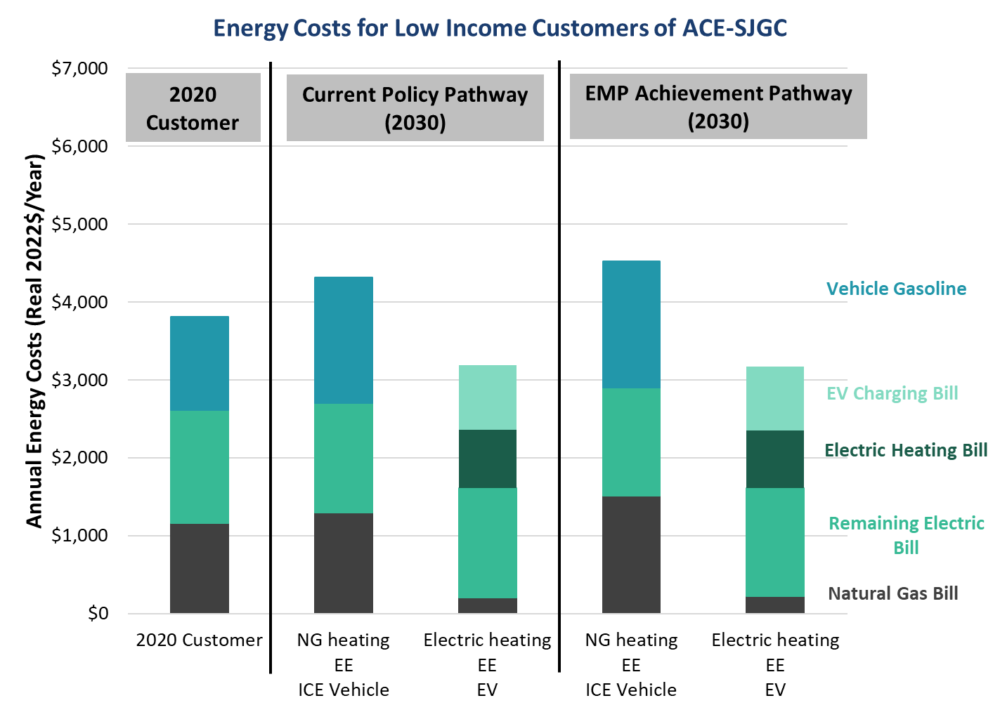 Energy Costs for Low Income Customers of ACE-SJGC
Annual Energy Costs (Real 2022$/Year)
$7,000
$6,000
$5,000
$4,000
$3,000
$2,000
$1,000
$0
2020
Customer
Current Policy Pathway
(2030)
EMP Achievement Pathway
(2030)
Vehicle Gasoline
EV Charging Bill
Electric Heating Bill
Remaining Electric
Bill
Natural Gas Bill
2020 Customer
NG heating
EE
ICE Vehicle
Electric heating
EE
EV
NG heating
EE
ICE Vehicle
Electric heating
EE
EV